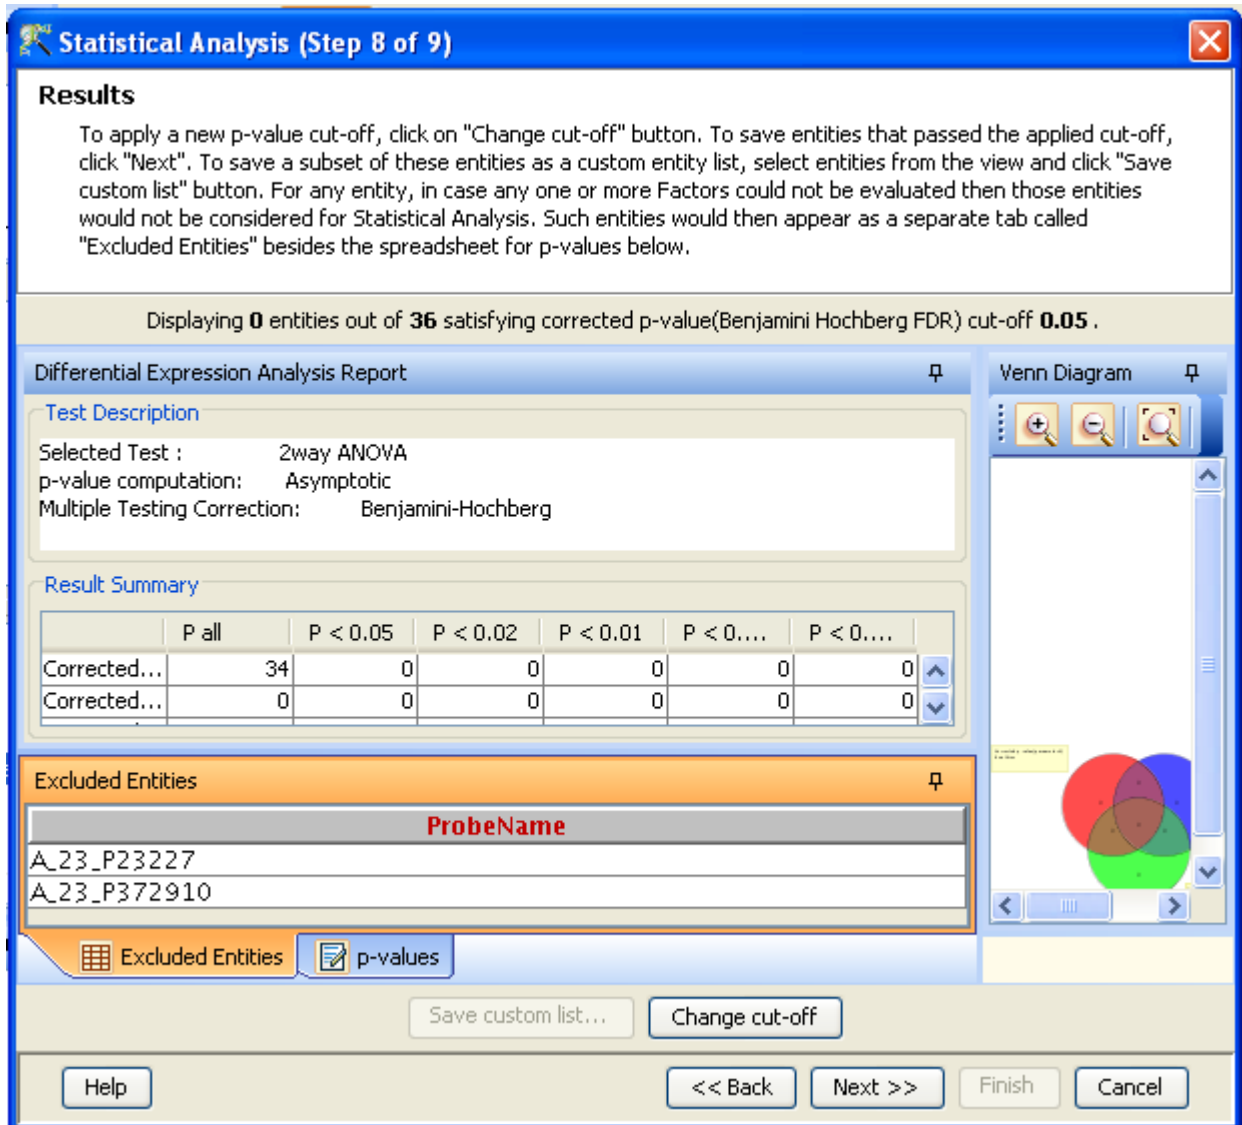 Statistical Analysis (Step 8 of 9)
Results
To apply a new p-value cut-off, click on "Change cut-off" button. To save entities that passed the applied cut-off,
click "Next". To save a subset of these entities as a custom entity list, select entities from the view and click "Save
custom list" button. For any entity, in case any one or more Factors could not be evaluated then those entities
would not be considered for Statistical Analysis. Such entities would then appear as a separate tab called
"Excluded Entities" besides the spreadsheet for p-values below.
Displaying 0 entities out of 36 satisfying corrected p-value(Benjamini Hochberg FDR) cut-off 0.05 .
Differential Expression Analysis Report
Venn Diagram
Test Description
Selected Test : 2way ANOVA
p-value computation: Asymptotic
Multiple Testing Correction: Benjamini-Hochberg
Result Summary
P all P < 0.05 P < 0.02 P < 0.01 P < 0.... P < 0....
Corrected... 34 0 0 0 0 0
Corrected... 0 0 0 0 0 0
Excluded Entities
ProbeName
A_23_P23227
A_23_P372910
Excluded Entities p-values
Save custom list... Change cut-off
Help << Back Next >> Finish Cancel